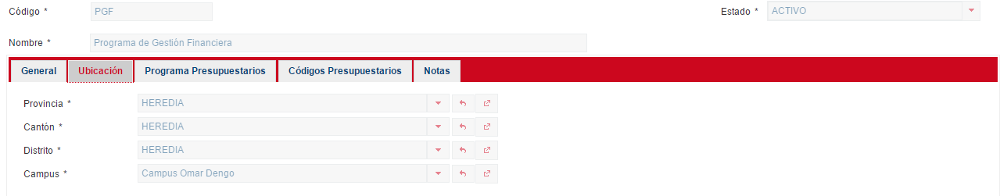 Código * PGF Estado * ACTIVO
Nombre * Programa de Gestión Financiera
General Ubicación Programa Presupuestarios Códigos Presupuestarios Notas
Provincia * HEREDIA
Cantón * HEREDIA
Distrito * HEREDIA
Campus * Campus Omar Dengo